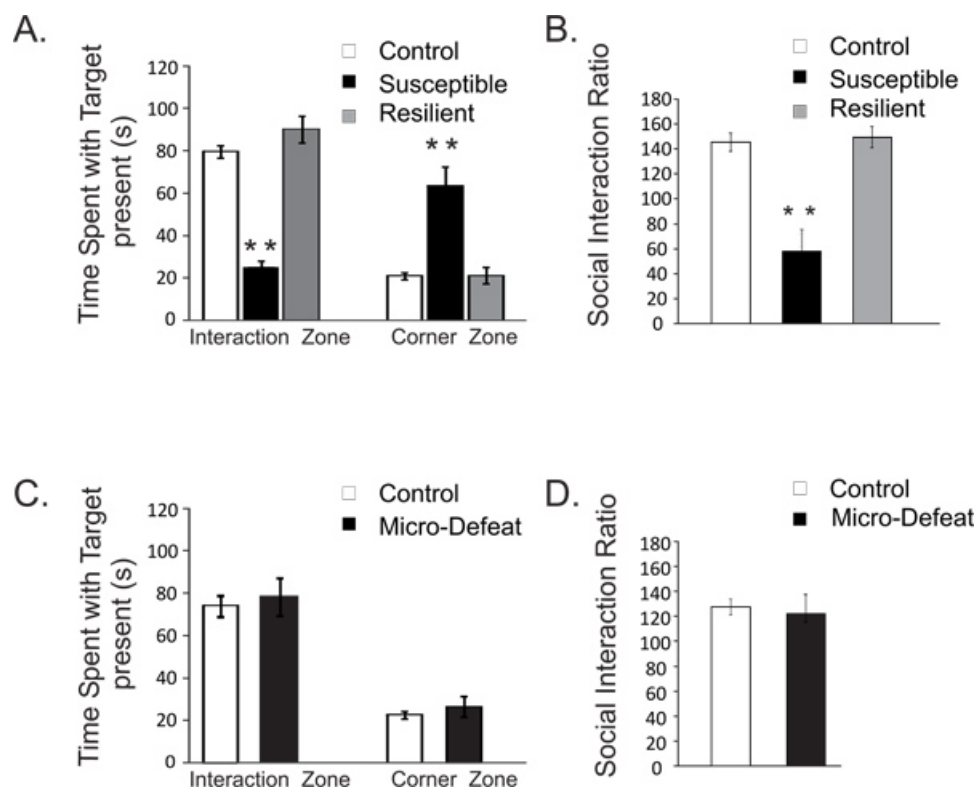 A.
Control
Susceptible
Resilient
Time Spent with Target
present (s)
120
100
80
60
40
20
0
* *
* *
Interaction Zone
Corner Zone
B.
Control
Susceptible
Resilient
Social Interaction Ratio
180
160
140
120
100
80
60
40
20
0
* *
C.
Control
Micro-Defeat
Time Spent with Target
present (s)
120
100
80
60
40
20
0
Interaction Zone
Corner Zone
D.
Control
Micro-Defeat
Social Interaction Ratio
180
160
140
120
100
80
60
40
20
0